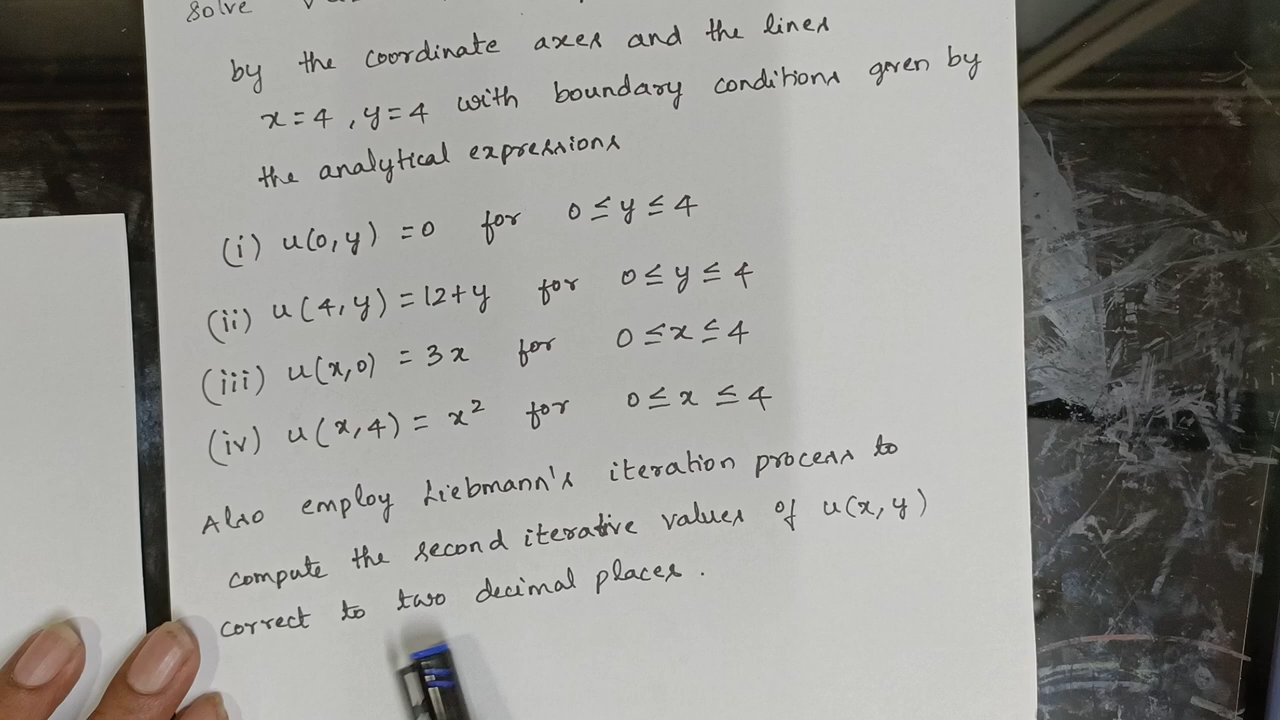 solve
by the coordinate axes and the lines
x = 4 , y = 4 with boundary conditions given by
the analytical expressions
(i) u(0, y) = 0 for 0 ≤ y ≤ 4
(ii) u(4, y) = 12 + y for 0 ≤ y ≤ 4
(iii) u(x, 0) = 3x for 0 ≤ x ≤ 4
(iv) u(x, 4) = x² for 0 ≤ x ≤ 4
Also employ Liebmann's iteration process to
compute the second iterative values of u(x, y)
correct to two decimal places .